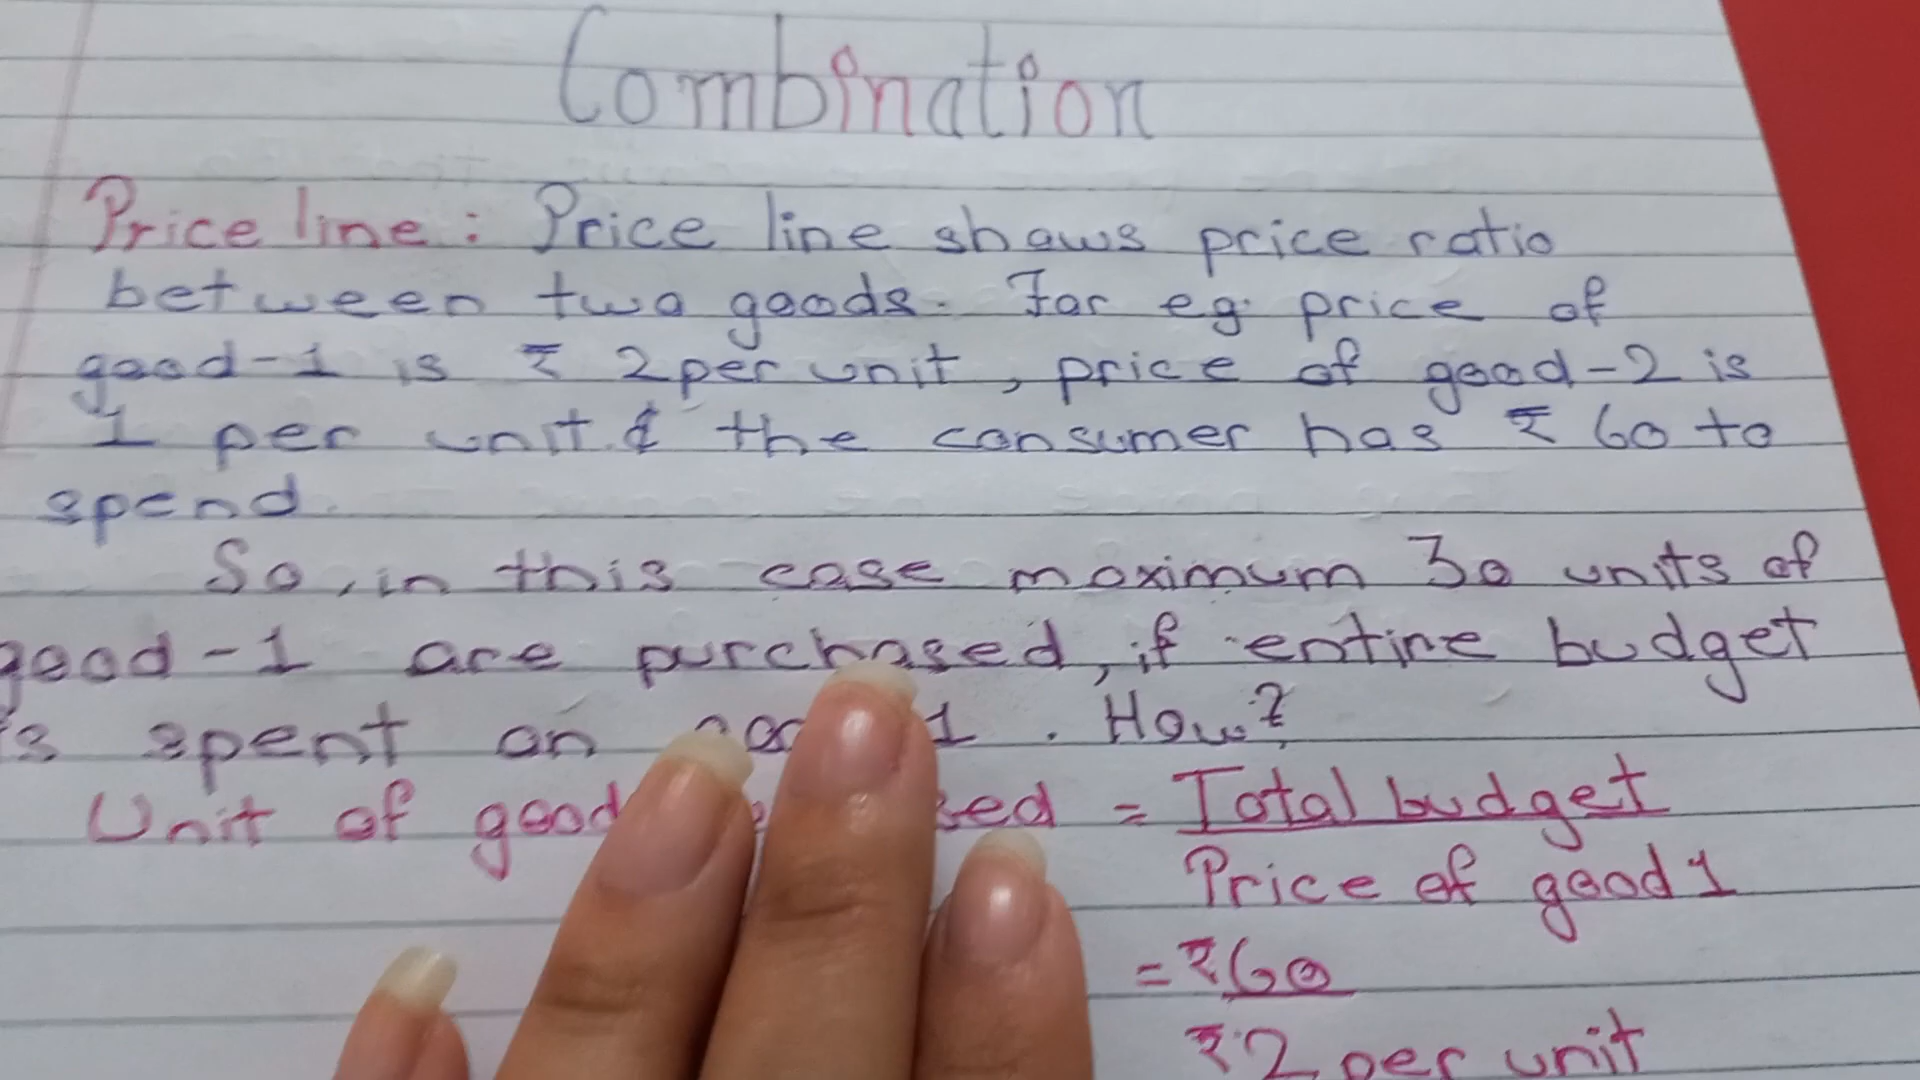 Combination
Price line : Price line shows price ratio
between two goods. For eg. price of
good-1 is ₹ 2 per unit, price of good-2 is
1 per unit & the consumer has ₹ 60 to
spend.
So, in this case maximum 30 units of
good-1 are purchased, if entire budget
is spent on 1. How?
Unit of good = Total budget
Price of good 1
= ₹60
₹2 per unit